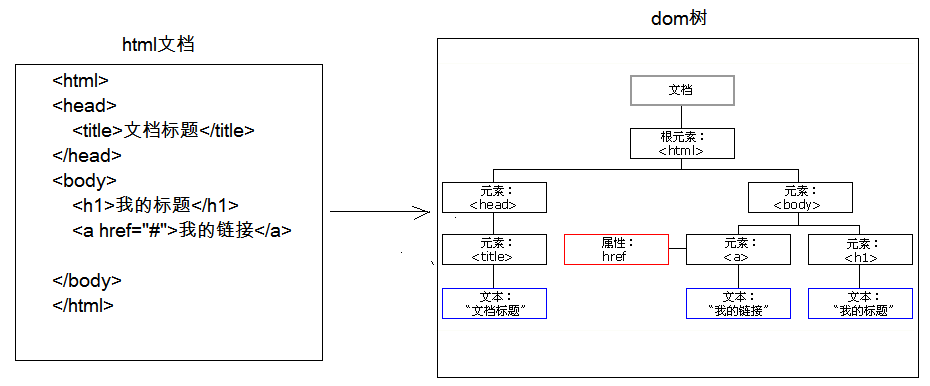 html文档
<html>
<head>
<title>文档标题</title>
</head>
<body>
<h1>我的标题</h1>
<a href="#">我的链接</a>
</body>
</html>
dom树
文档
根元素：
<html>
元素：
<head>
元素：
<body>
元素：
<title>
属性：
href
元素：
<a>
元素：
<h1>
文本：
“文档标题”
文本：
“我的链接”
文本：
“我的标题”